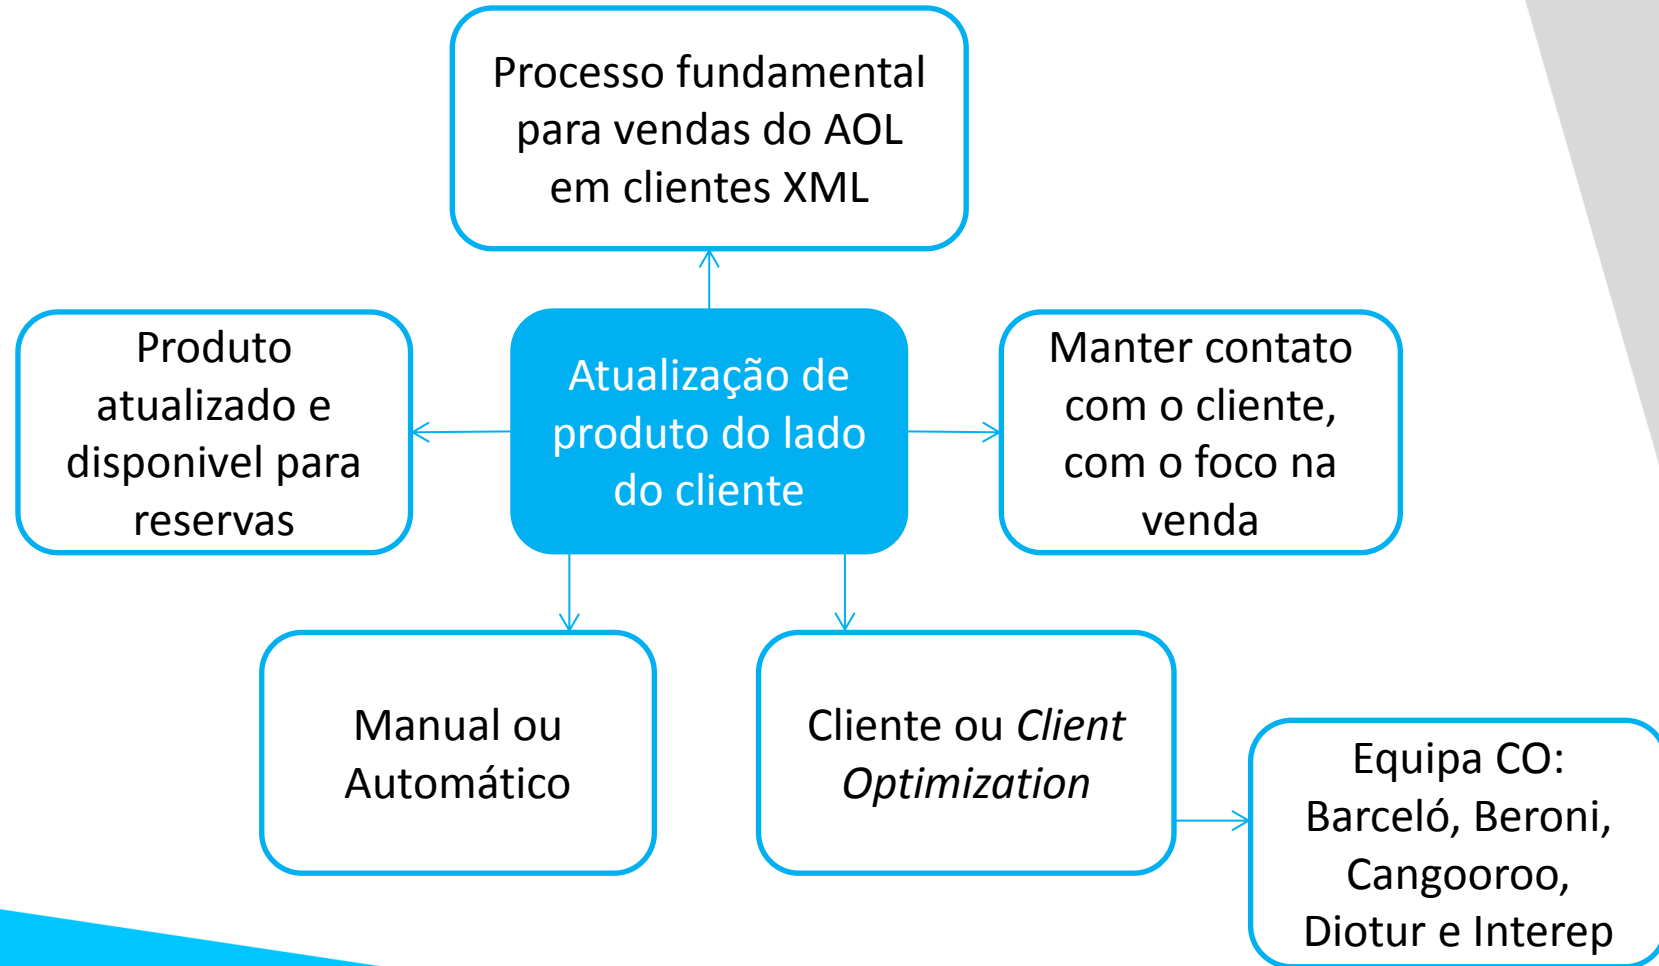 Processo fundamental
para vendas do AOL
em clientes XML
Produto
atualizado e
disponivel para
reservas
Atualização de
produto do lado
do cliente
Manter contato
com o cliente,
com o foco na
venda
Manual ou
Automático
Cliente ou Client
Optimization
Equipa CO:
Barceló, Beroni,
Cangooroo,
Diotur e Interep